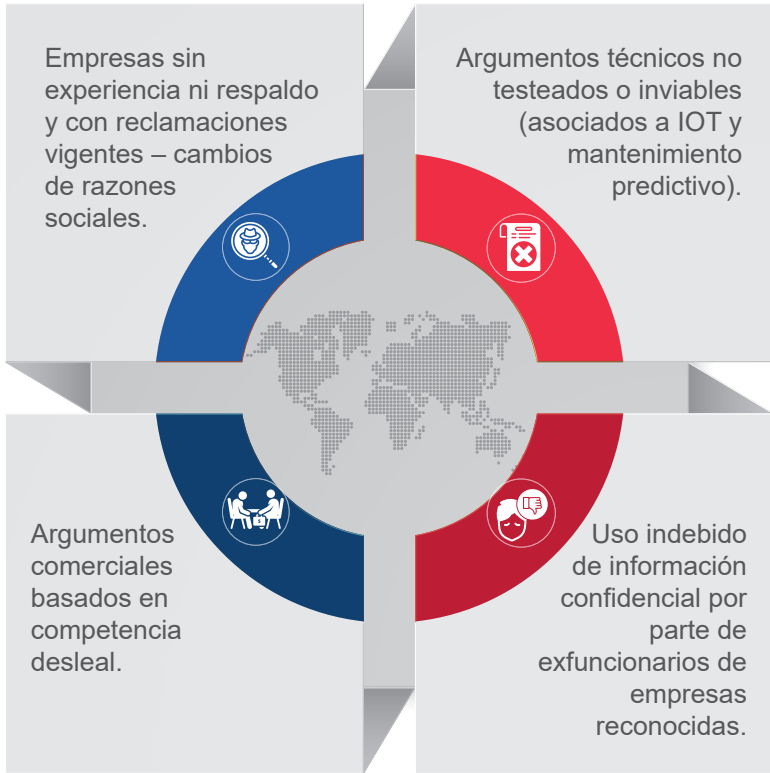 Empresas sin
experiencia ni respaldo
y con reclamaciones
vigentes – cambios
de razones
sociales.
Argumentos técnicos no
testeados o inviables
(asociados a IOT y
mantenimiento
predictivo).
Argumentos
comerciales
basados en
competencia
desleal.
Uso indebido
de información
confidencial por
parte de
exfuncionarios de
empresas
reconocidas.